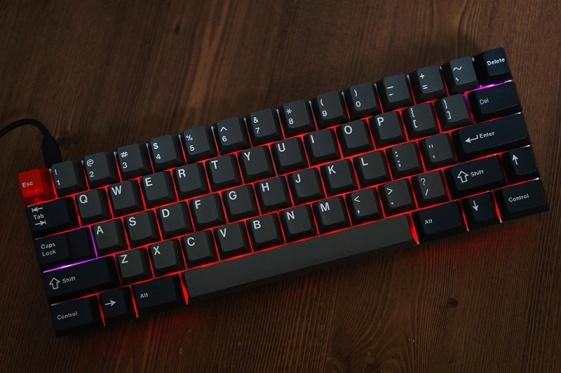 Esc ! 1 @ 2 # 3 $ 4 % 5 ^ 6 & 7 * 8 ( 9 ) 0 _ - + = ~ ` Delete
Tab Q W E R T Y U I O P { [ } ] Del
Caps Lock A S D F G H J K L : ; " ' Enter
Shift Z X C V B N M < , > . ? / Shift ↑
Control → Alt Alt ↓ Control